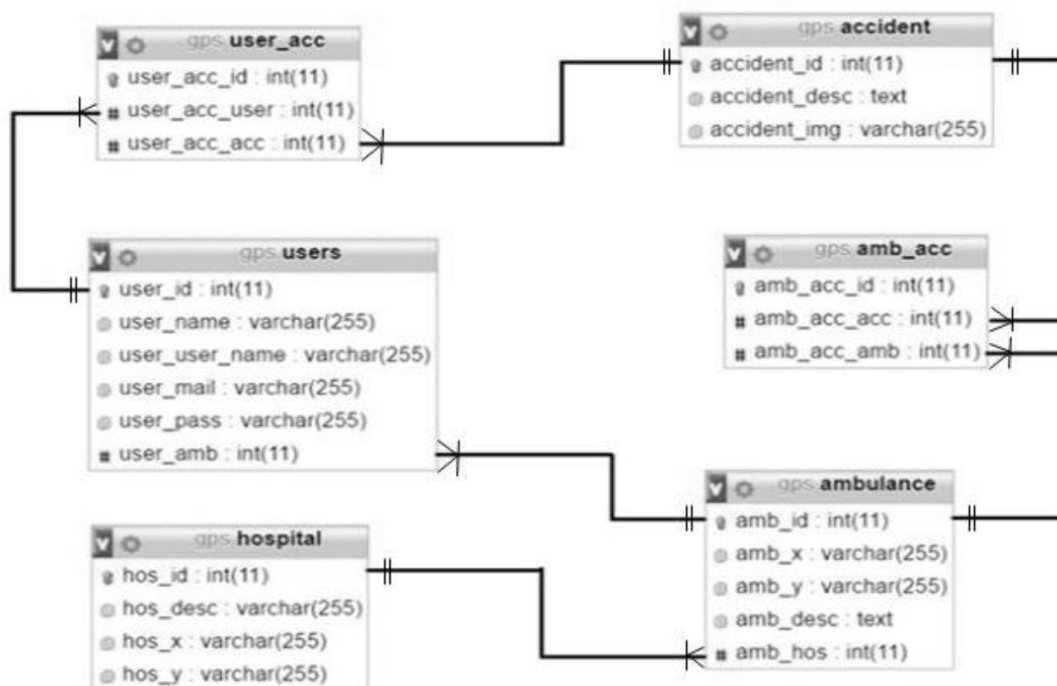 gps user_acc
user_acc_id : int(11)
user_acc_user : int(11)
user_acc_acc : int(11)
gps accident
accident_id : int(11)
accident_desc : text
accident_img : varchar(255)
gps users
user_id : int(11)
user_name : varchar(255)
user_user_name : varchar(255)
user_mail : varchar(255)
user_pass : varchar(255)
user_amb : int(11)
gps amb_acc
amb_acc_id : int(11)
amb_acc_acc : int(11)
amb_acc_amb : int(11)
gps hospital
hos_id : int(11)
hos_desc : varchar(255)
hos_x : varchar(255)
hos_y : varchar(255)
gps ambulance
amb_id : int(11)
amb_x : varchar(255)
amb_y : varchar(255)
amb_desc : text
amb_hos : int(11)